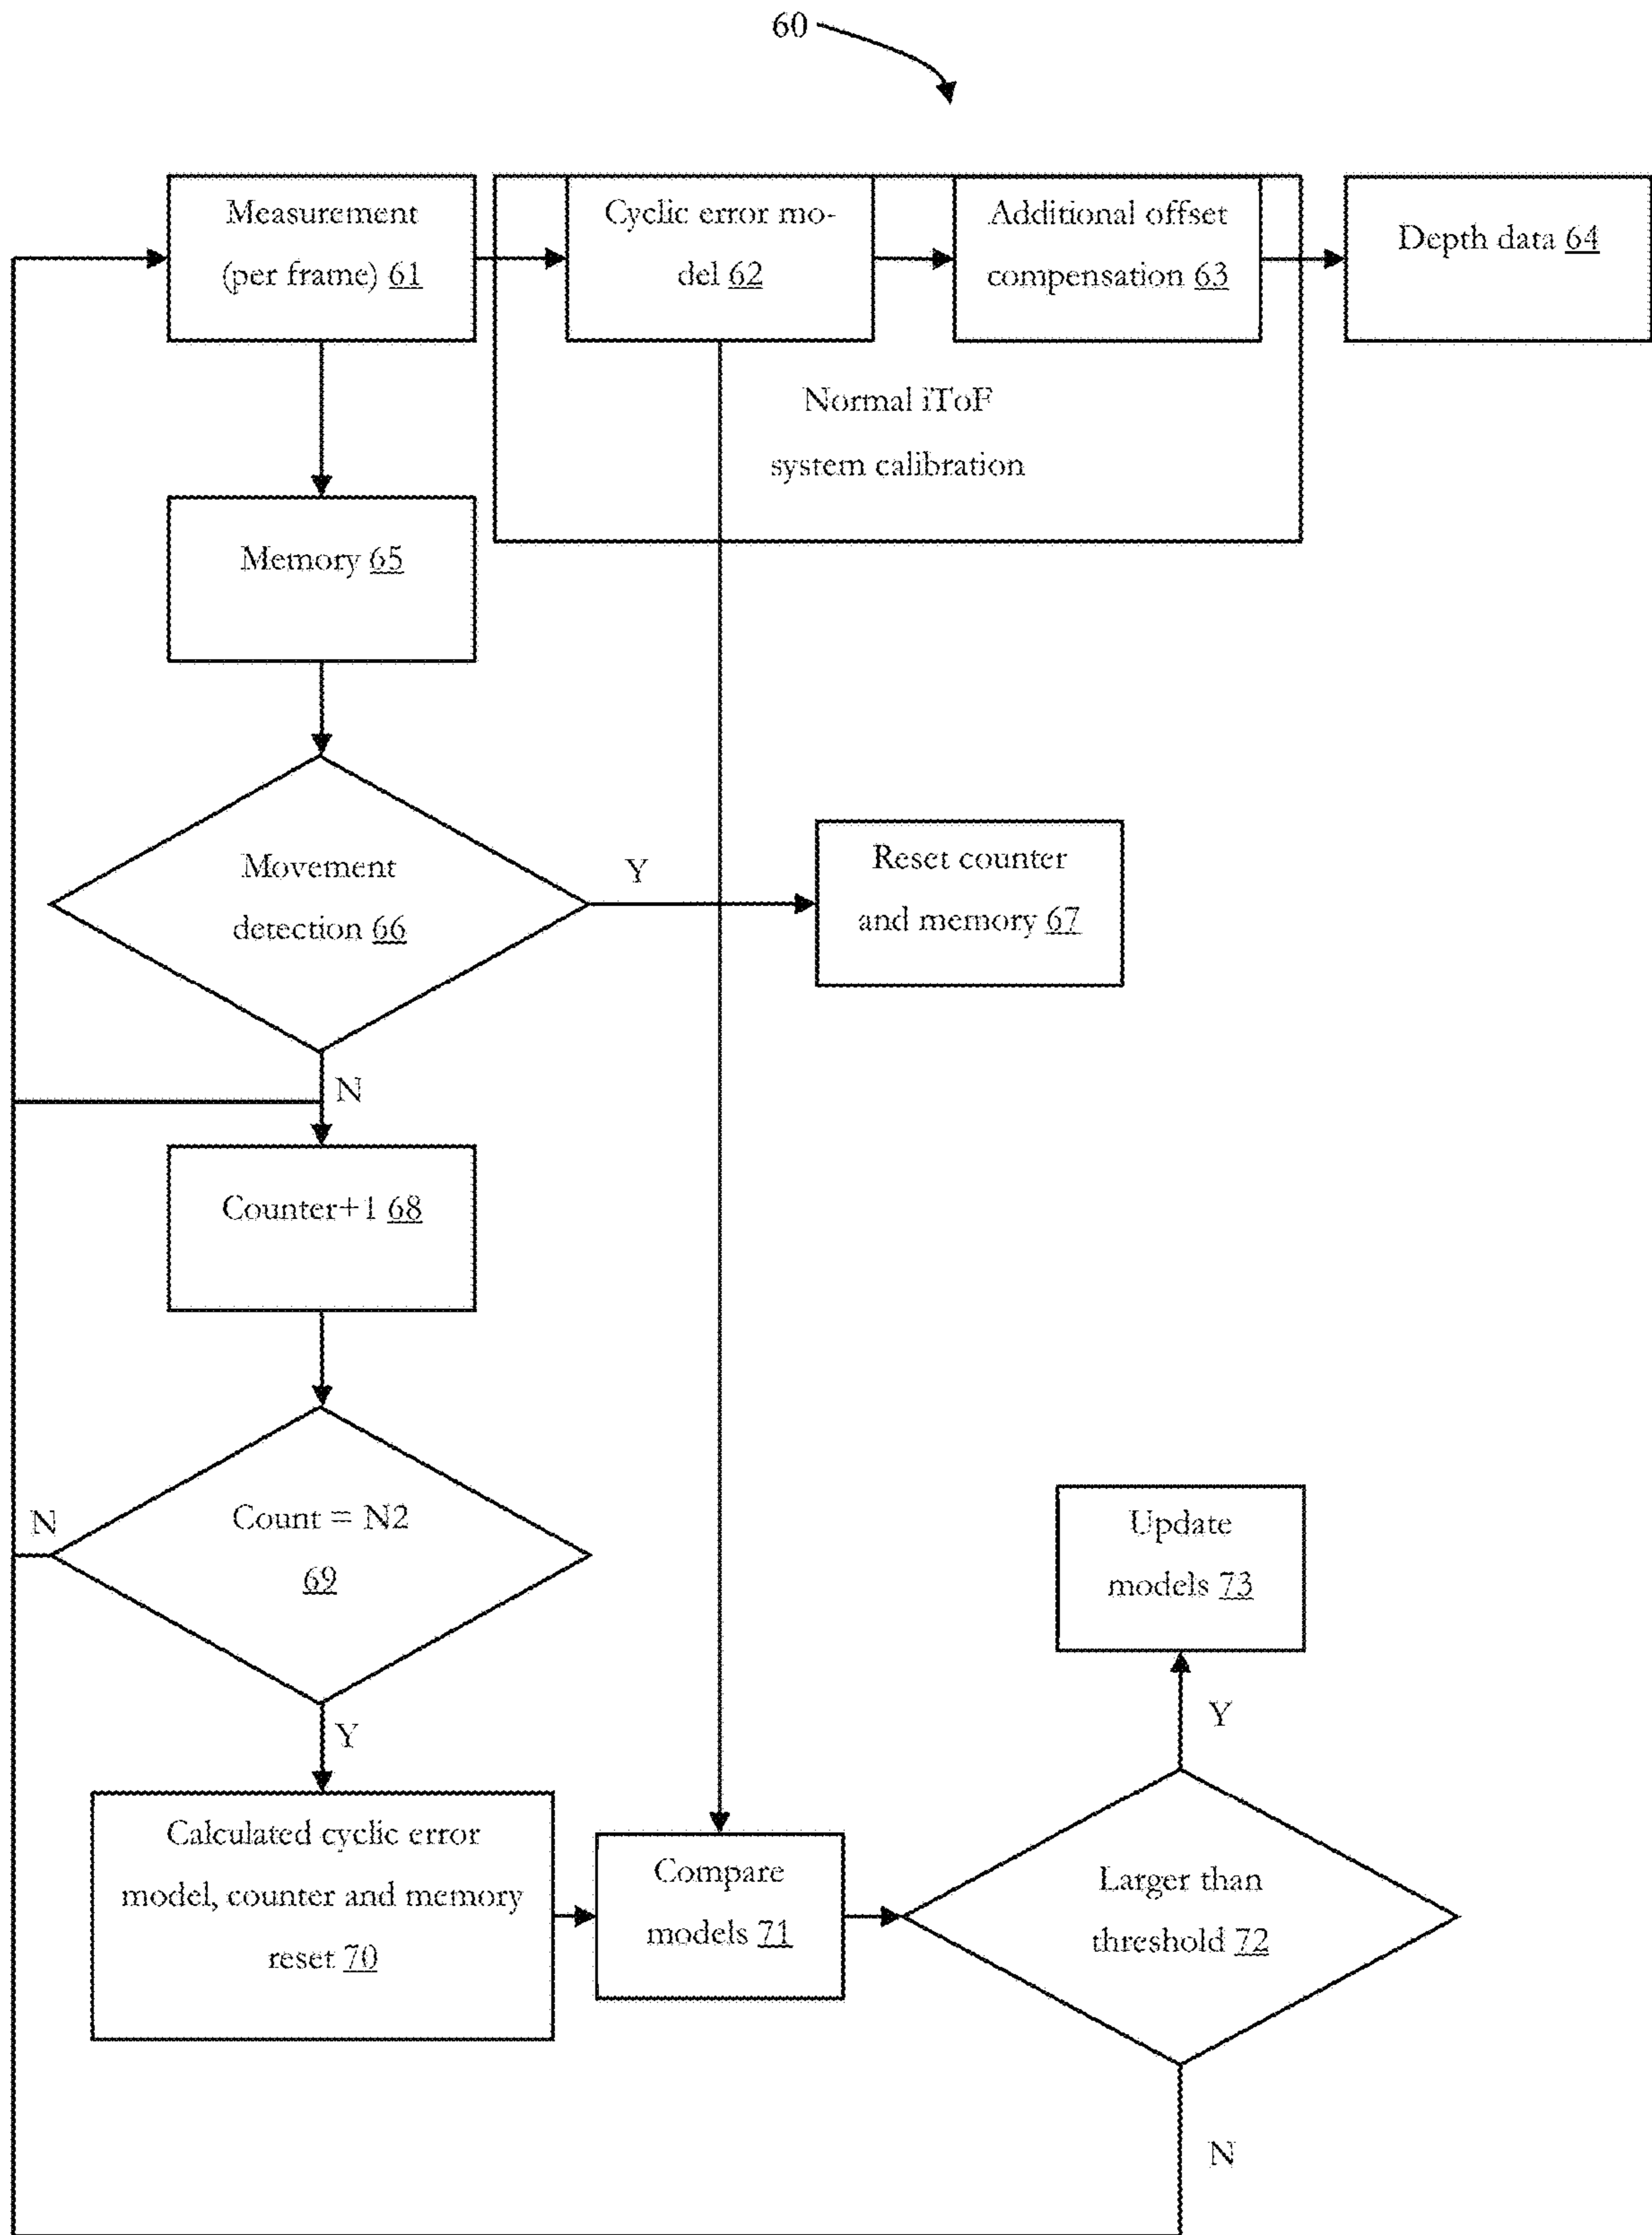 60
Measurement
(per frame) 61
Cyclic error mo-
del 62
Additional offset
compensation 63
Depth data 64
Normal iToF
system calibration
Memory 65
Movement
detection 66
Y
Reset counter
and memory 67
N
Counter+1 68
Count = N2
69
N
Y
Calculated cyclic error
model, counter and memory
reset 70
Compare
models 71
Larger than
threshold 72
Y
Update
models 73
N